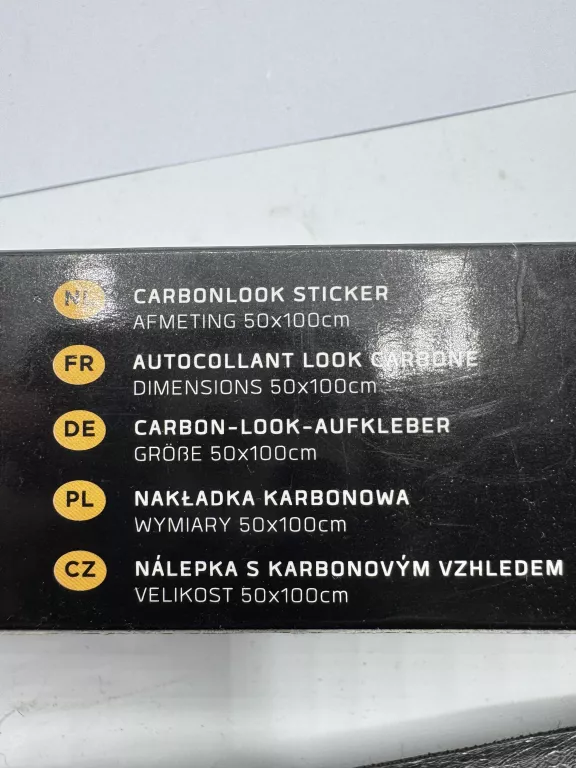 NL CARBONLOOK STICKER
AFMETING 50x100cm
FR AUTOCOLLANT LOOK CARBONE
DIMENSIONS 50x100cm
DE CARBON-LOOK-AUFKLEBER
GRÖßE 50x100cm
PL NAKŁADKA KARBONOWA
WYMIARY 50x100cm
CZ NÁLEPKA S KARBONOVÝM VZHLEDEM
VELIKOST 50x100cm